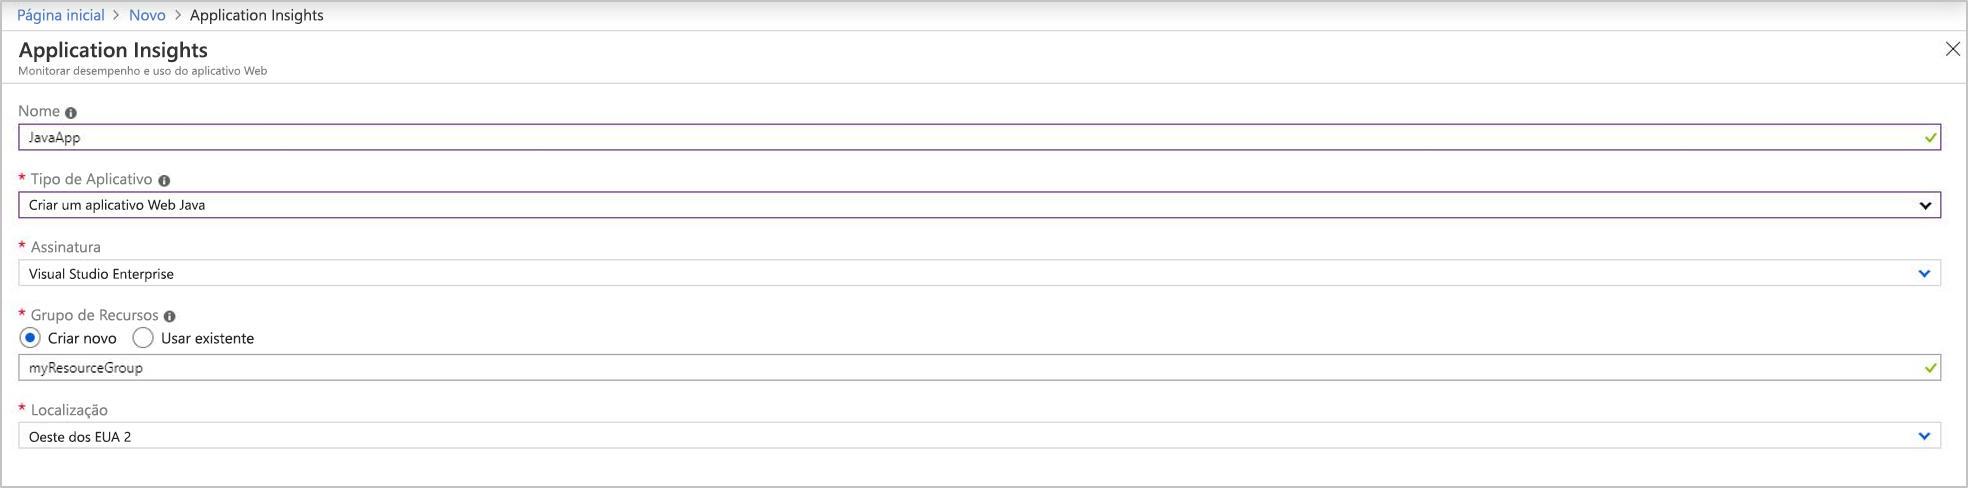 Página inicial > Novo > Application Insights
Application Insights
Monitorar desempenho e uso do aplicativo Web
Nome
JavaApp
* Tipo de Aplicativo
Criar um aplicativo Web Java
* Assinatura
Visual Studio Enterprise
* Grupo de Recursos
Criar novo Usar existente
myResourceGroup
* Localização
Oeste dos EUA 2